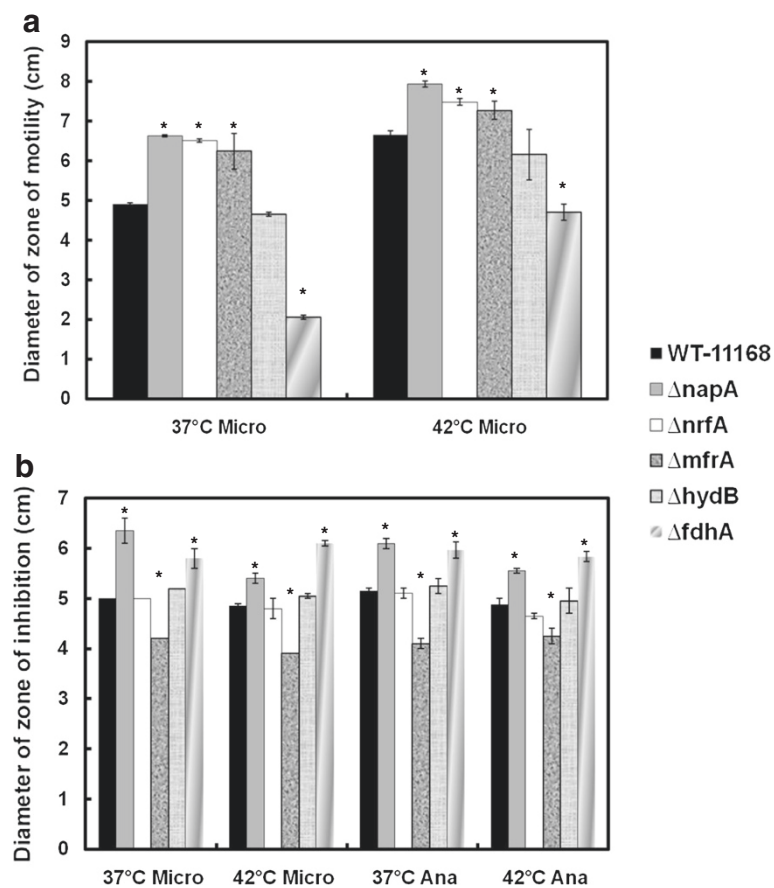 a
Diameter of zone of motility (cm)
9
8
7
6
5
4
3
2
1
0
* * *
*
* * *
*
37°C Micro 42°C Micro
WT-11168
ΔnapA
ΔnrfA
ΔmfrA
ΔhydB
ΔfdhA
b
Diameter of zone of inhibition (cm)
7
6
5
4
3
2
1
0
* * *
* * *
* * *
* * *
37°C Micro 42°C Micro 37°C Ana 42°C Ana